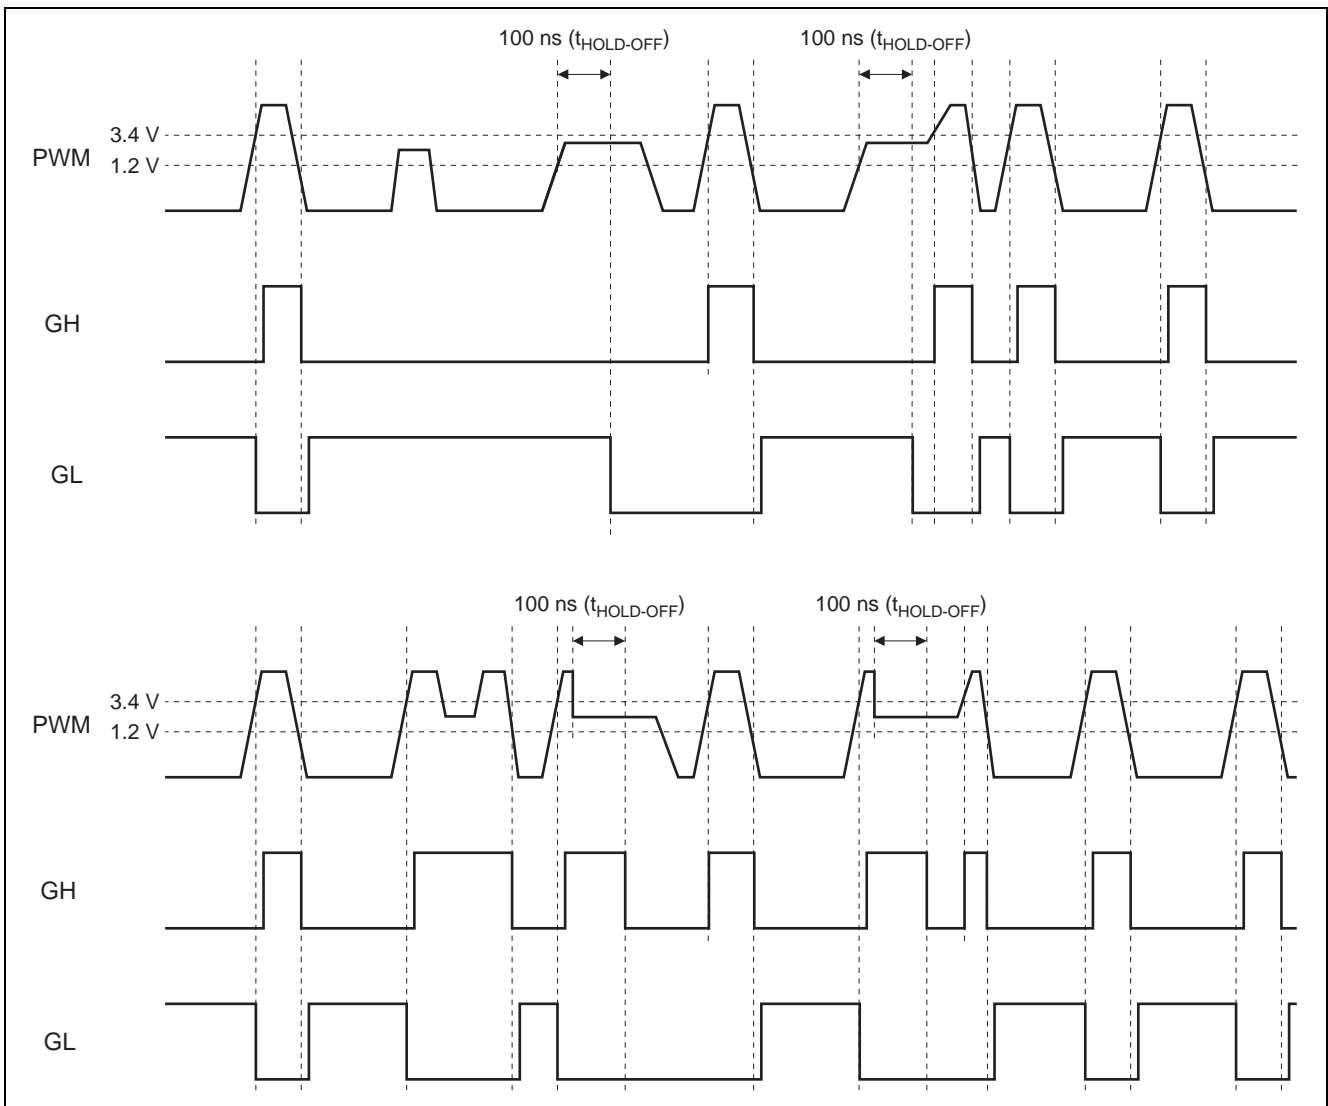 100 ns (tHOLD-OFF) 100 ns (tHOLD-OFF)
3.4 V
PWM 1.2 V
GH
GL
100 ns (tHOLD-OFF) 100 ns (tHOLD-OFF)
3.4 V
PWM 1.2 V
GH
GL